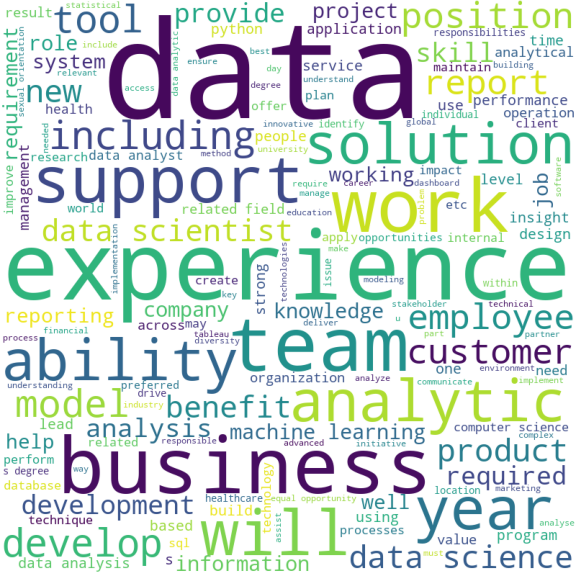 result
statistical
tool
data
provide
project
position
include
python
application
responsibilities
role
best
ensure
skill
analytical
time
system
relevant
day
degree
service
understand
maintain
building
requirement
sexual orientation
new
data analytic
access
offer
plan
report
use
performance
health
needed
innovative
identify
individual
operation
including
people
global
client
university
solution
research
data analyst
method
working
impact
level
job
improve
management
support
require
manage
career
dashboard
etc
insight
software
world
related field
education
work
problem
design
data scientist
implementation
apply
opportunities
internal
issue
make
within
experience
create
key
strong
technologies
modeling
stakeholder
technical
reporting
company
knowledge
deliver
u
part
employee
partner
financial
across
may
process
tableau
diversity
team
customer
understanding
ability
drive
analyze
environment
preferred
organization
one
communicate
need
implement
model
industry
benefit
analytic
lead
analysis
machine learning
computer science
help
related
responsible
advanced
initiative
complex
perform
product
s degree
way
business
required
database
healthcare
equal opportunity
location
marketing
development
build
technology
well
year
analyse
technique
based
assist
using
value
program
develop
sql
will
processes
must
data analysis
s
information
data science